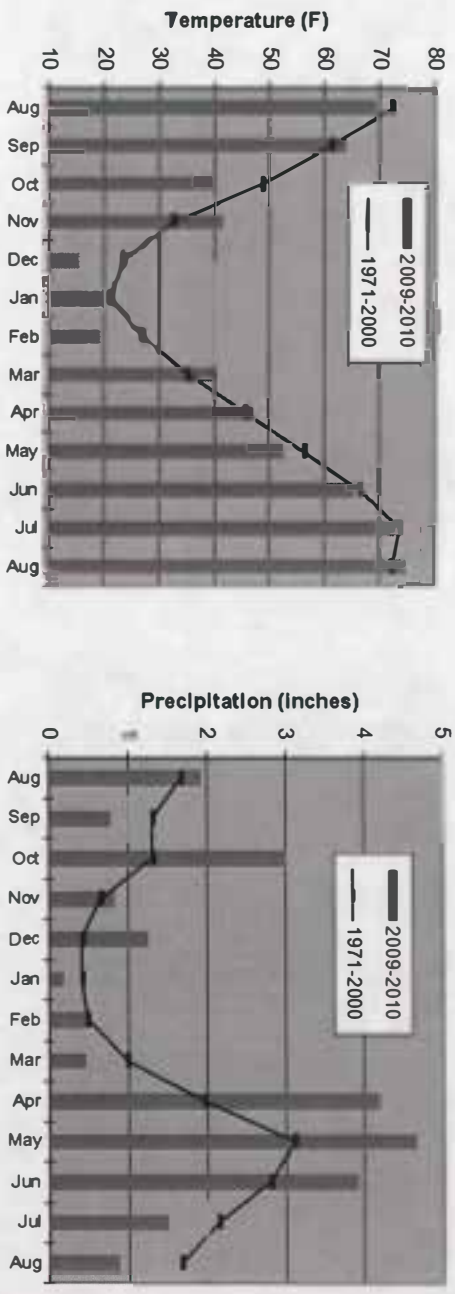 Temperature (F)
80
70
60
50
40
30
20
10
2009-2010
1971-2000
Aug
Sep
Oct
Nov
Dec
Jan
Feb
Mar
Apr
May
Jun
Jul
Aug
Precipitation (inches)
5
4
3
2
1
0
2009-2010
1971-2000
Aug
Sep
Oct
Nov
Dec
Jan
Feb
Mar
Apr
May
Jun
Jul
Aug